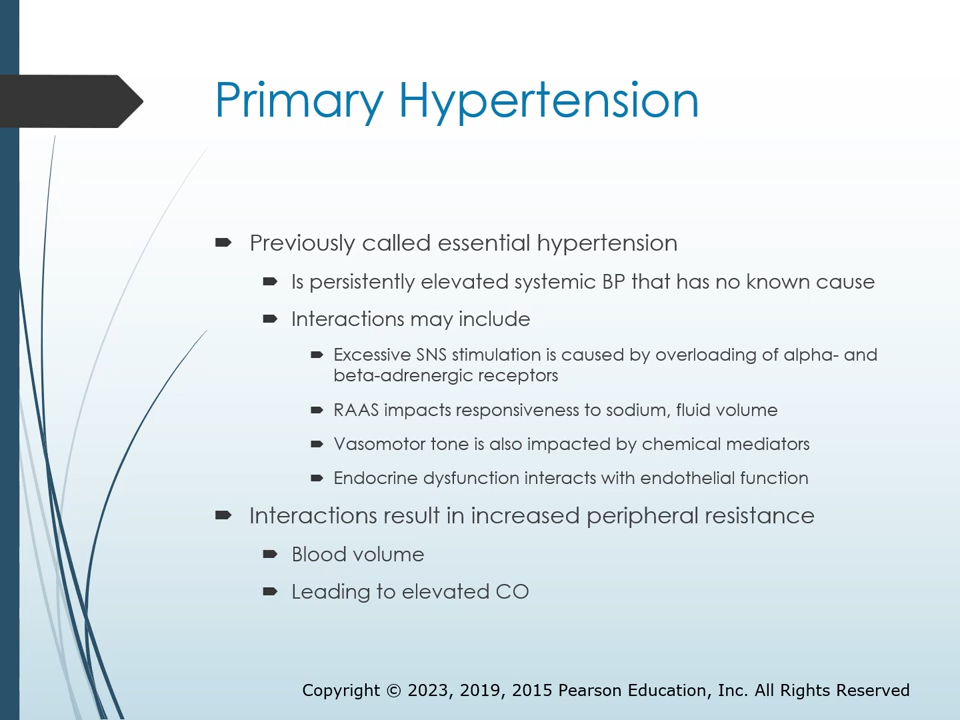 Primary Hypertension
Previously called essential hypertension
Is persistently elevated systemic BP that has no known cause
Interactions may include
Excessive SNS stimulation is caused by overloading of alpha- and
beta-adrenergic receptors
RAAS impacts responsiveness to sodium, fluid volume
Vasomotor tone is also impacted by chemical mediators
Endocrine dysfunction interacts with endothelial function
Interactions result in increased peripheral resistance
Blood volume
Leading to elevated CO
Copyright © 2023, 2019, 2015 Pearson Education, Inc. All Rights Reserved